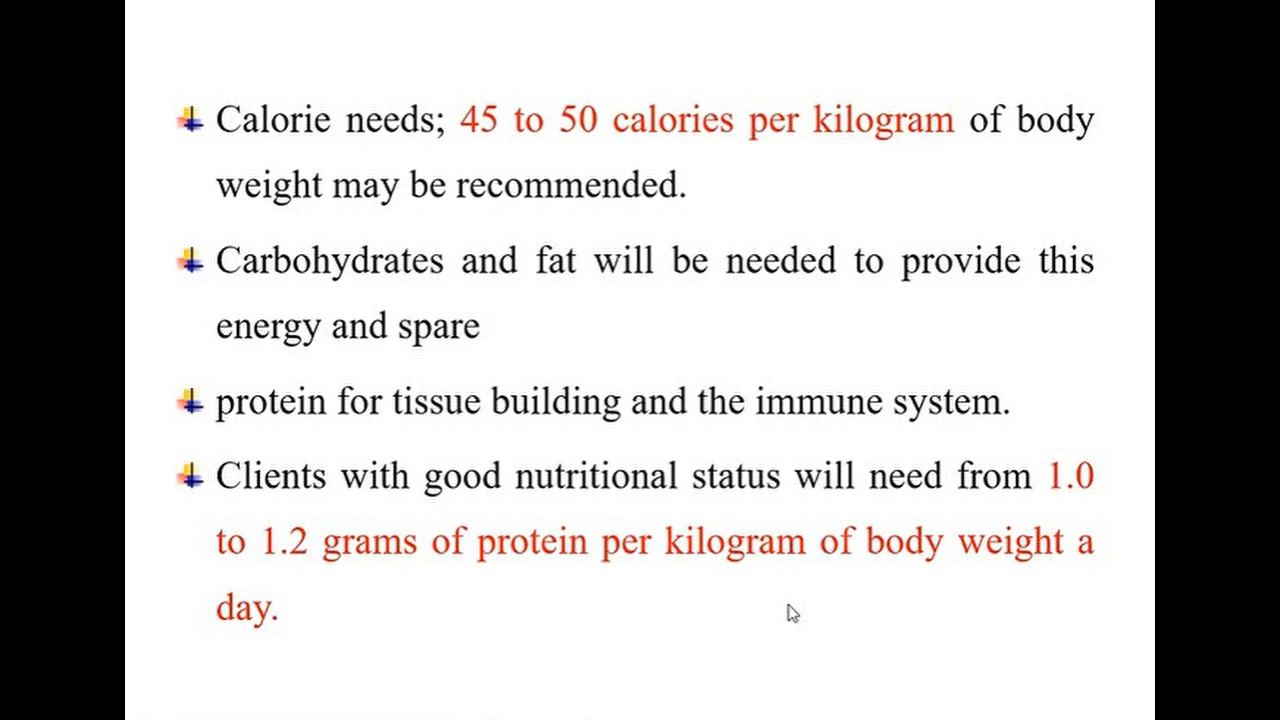 Calorie needs; 45 to 50 calories per kilogram of body
weight may be recommended.
Carbohydrates and fat will be needed to provide this
energy and spare
protein for tissue building and the immune system.
Clients with good nutritional status will need from 1.0
to 1.2 grams of protein per kilogram of body weight a
day.